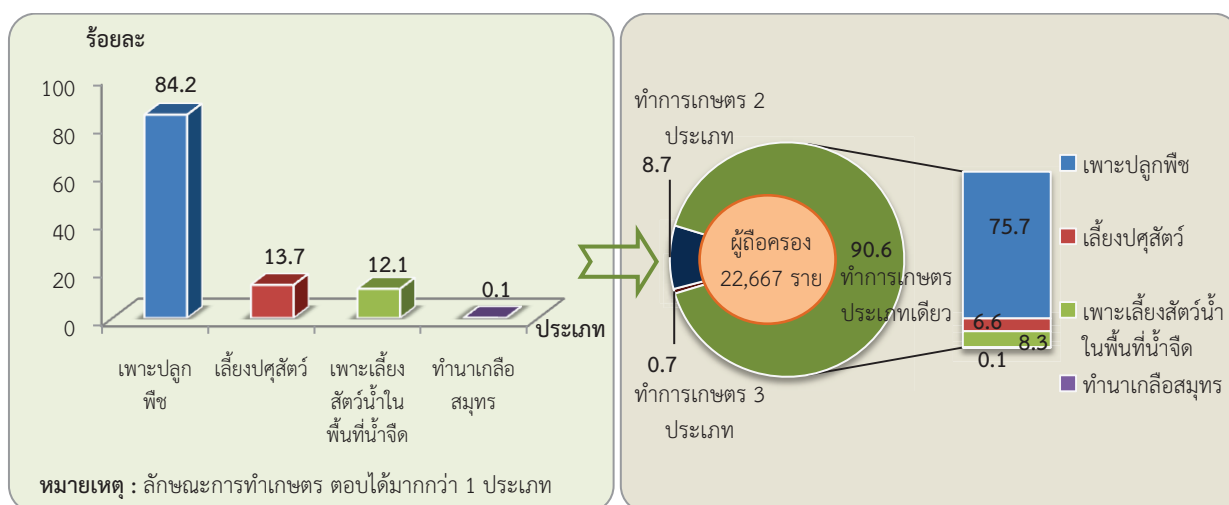 ร้อยละ
100
80
60
40
20
0
84.2
13.7
12.1
0.1
ประเภท
เพาะปลูก
พืช
เลี้ยงปศุสัตว์
เพาะเลี้ยง
สัตว์น้ำใน
พื้นที่น้ำจืด
ทำนาเกลือ
สมุทร
หมายเหตุ : ลักษณะการทำเกษตร ตอบได้มากกว่า 1 ประเภท
ทำการเกษตร 2
ประเภท
8.7
ผู้ถือครอง
22,667 ราย
90.6
ทำการเกษตร
ประเภทเดียว
0.7
ทำการเกษตร 3
ประเภท
75.7
6.6
8.3
0.1
เพาะปลูกพืช
เลี้ยงปศุสัตว์
เพาะเลี้ยงสัตว์น้ำ
ในพื้นที่น้ำจืด
ทำนาเกลือสมุทร